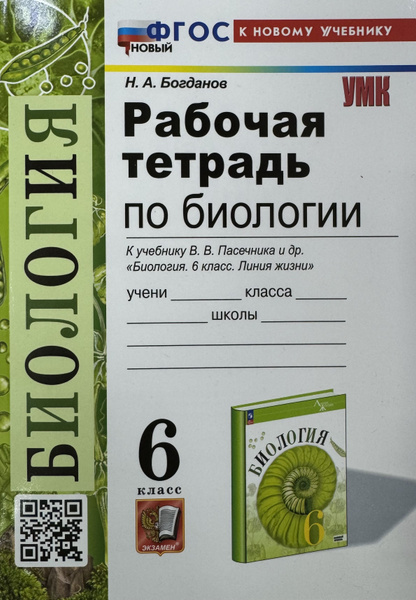 ФГОС
НОВЫЙ
К НОВОМУ УЧЕБНИКУ
Н. А. Богданов
УМК
Рабочая
тетрадь
по биологии
К учебнику В. В. Пасечника и др.
«Биология. 6 класс. Линия жизни»
учени класса
школы
БИОЛОГИЯ
6
класс
ЭКЗАМЕН
БИОЛОГИЯ
6